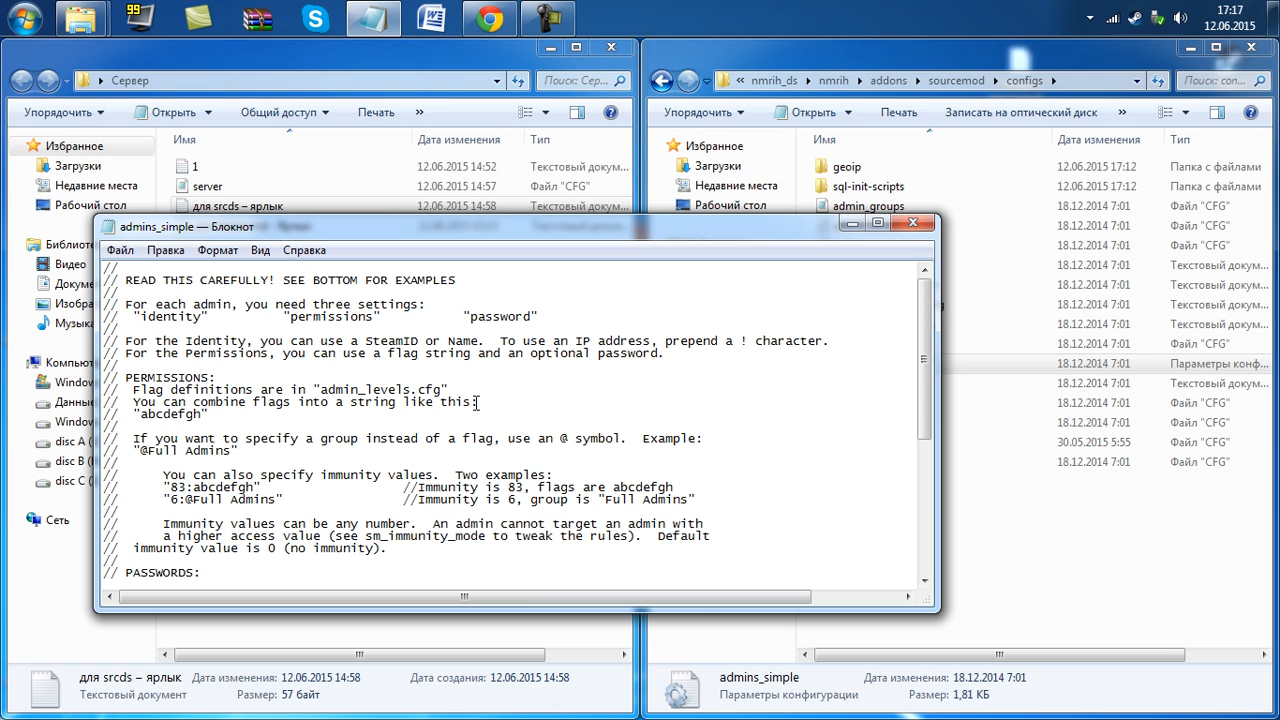 99
17:17
12.06.2015
Сервер
Поиск: Сер...
Упорядочить
Открыть
Общий доступ
Печать
»
Имя
Дата изменения
Тип
Избранное
Загрузки
Недавние места
Рабочий стол
1
12.06.2015 14:52
Текстовый докум...
server
12.06.2015 14:57
Файл "CFG"
для srcds – ярлык
12.06.2015 14:58
Текстовый докум...
Библиоте
Видео
Докуме
Изобра
Музыка
Компьют
Window
Данные
Window
disc A (
disc B (
disc C (
Сеть
для srcds – ярлык
Текстовый документ
Дата изменения: 12.06.2015 14:58
Размер: 57 байт
Дата создания: 12.06.2015 14:58
« nmrih_ds
nmrih
addons
sourcemod
configs
Поиск: con...
Упорядочить
Открыть
Печать
Записать на оптический диск
»
Имя
Дата изменения
Тип
Избранное
Загрузки
Недавние места
Рабочий стол
geoip
12.06.2015 17:12
Папка с файлами
sql-init-scripts
12.06.2015 17:12
Папка с файлами
admin_groups
18.12.2014 7:01
Файл "CFG"
18.12.2014 7:01
Файл "CFG"
18.12.2014 7:01
Файл "CFG"
18.12.2014 7:01
Текстовый докум...
18.12.2014 7:01
Текстовый докум...
18.12.2014 7:01
Текстовый докум...
18.12.2014 7:01
Файл "CFG"
18.12.2014 7:01
Параметры конф...
18.12.2014 7:01
Текстовый докум...
18.12.2014 7:01
Файл "CFG"
18.12.2014 7:01
Файл "CFG"
30.05.2015 5:55
Файл "CFG"
18.12.2014 7:01
Файл "CFG"
admins_simple
Параметры конфигурации
Дата изменения: 18.12.2014 7:01
Размер: 1,81 КБ
admins_simple — Блокнот
Файл
Правка
Формат
Вид
Справка
//
// READ THIS CAREFULLY! SEE BOTTOM FOR EXAMPLES
//
// For each admin, you need three settings:
// "identity" "permissions" "password"
//
// For the Identity, you can use a SteamID or Name. To use an IP address, prepend a ! character.
// For the Permissions, you can use a flag string and an optional password.
//
// PERMISSIONS:
// Flag definitions are in "admin_levels.cfg"
// You can combine flags into a string like this:
// "abcdefgh"
//
// If you want to specify a group instead of a flag, use an @ symbol. Example:
// "@Full Admins"
//
// You can also specify immunity values. Two examples:
// "83:abcdefgh" //Immunity is 83, flags are abcdefgh
// "6:@Full Admins" //Immunity is 6, group is "Full Admins"
//
// Immunity values can be any number. An admin cannot target an admin with
// a higher access value (see sm_immunity_mode to tweak the rules). Default
// immunity value is 0 (no immunity).
//
// PASSWORDS: